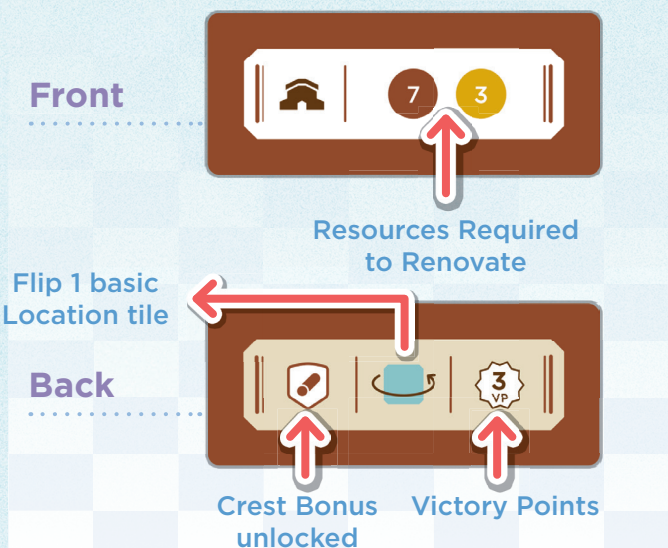 Front
7
3
Resources Required
to Renovate
Flip 1 basic
Location tile
Back
3
VP
Crest Bonus
unlocked
Victory Points